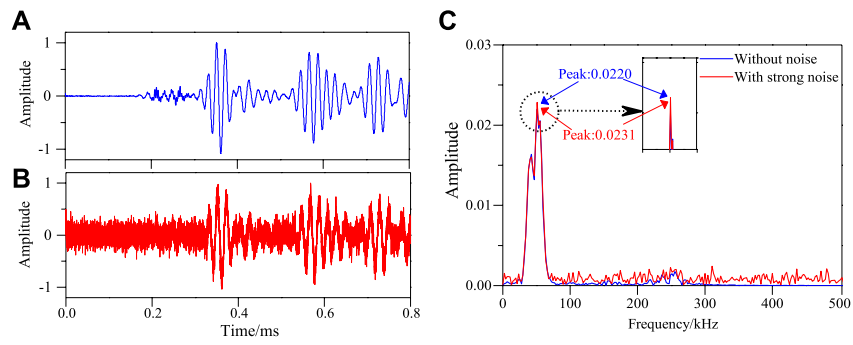 A
1
0
-1
Amplitude
B
1
0
-1
Amplitude
0.0 0.2 0.4 0.6 0.8
Time/ms
C
0.03
0.02
0.01
0.00
Amplitude
Without noise
With strong noise
Peak:0.0220
Peak:0.0231
0 100 200 300 400 500
Frequency/kHz